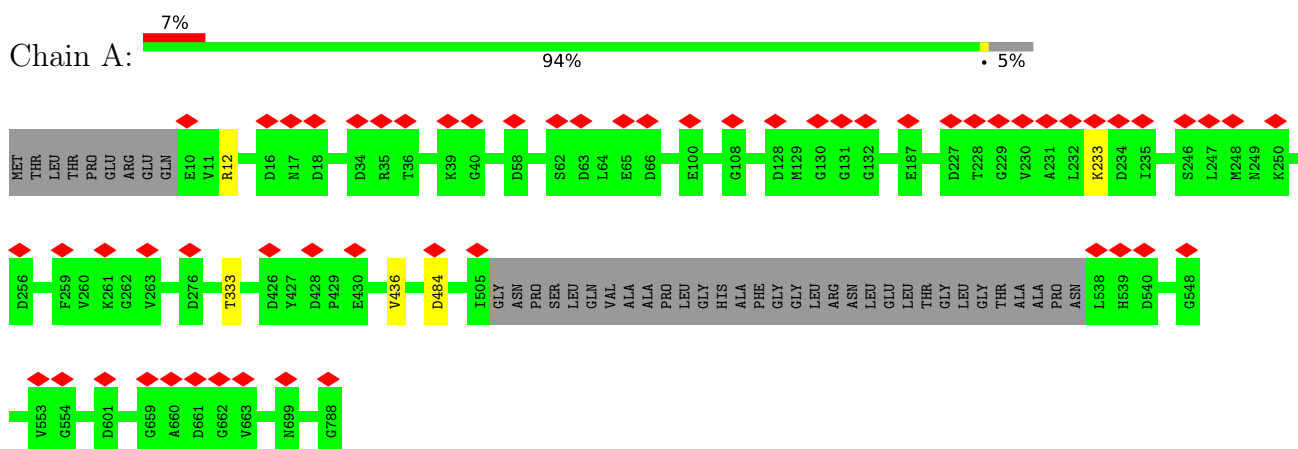 7%
Chain A:
94% • 5%
MET THR LEU THR PRO GLU ARG GLU GLN E10 V11 R12 D16 N17 D18 D34 R35 T36 K39 G40 D58 S62 D63 L64 E65 D66 E100 G108 D128 M129 G130 G131 G132 E187 D227 T228 G229 V230 A231 L232 K233 D234 I235 S246 L247 M248 N249 K250
D256 F259 V260 K261 G262 V263 D276 T333 D426 Y427 D428 P429 E430 V436 D484 I505 GLY ASN PRO SER LEU GLN VAL ALA ALA PRO LEU GLY HIS ALA PHE GLY GLY LEU ARG ASN LEU GLU LEU THR GLY LEU GLY THR ALA ALA PRO ASN L538 H539 D540 G548
V553 G554 D601 G659 A660 D661 G662 V663 N699 G788